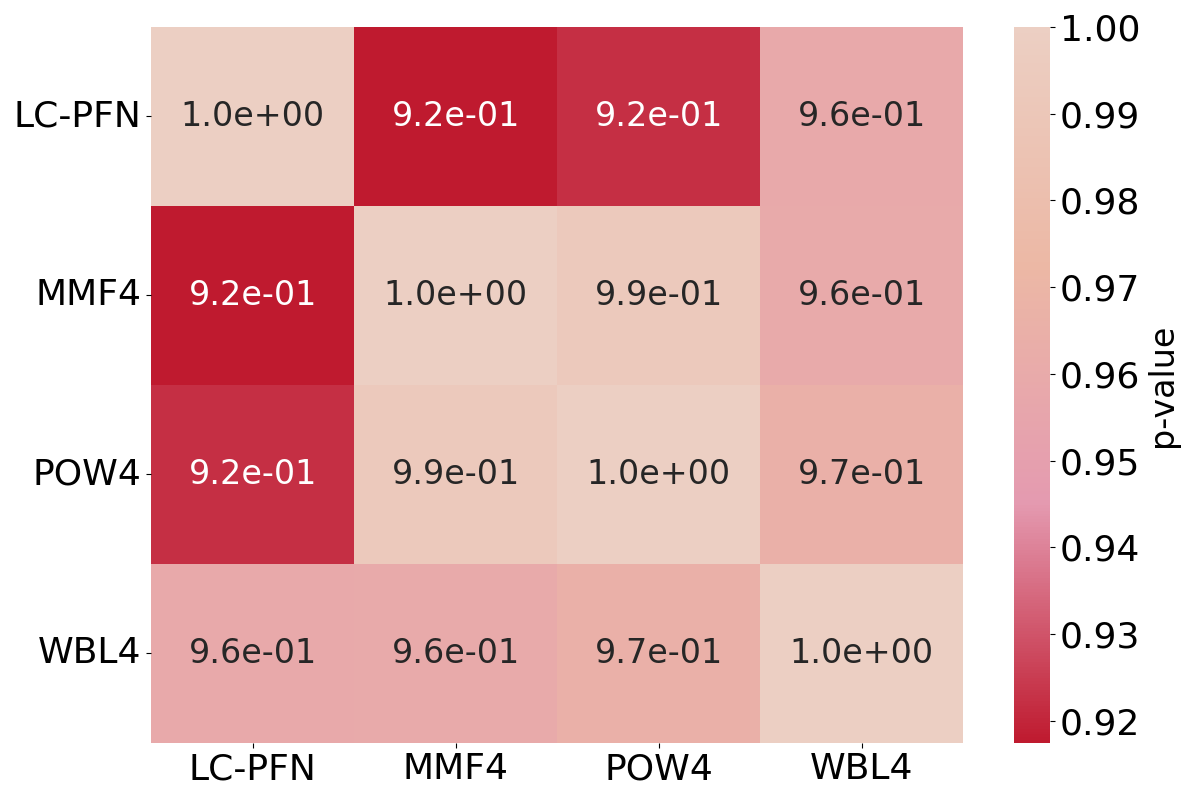 LC-PFN 1.0e+00 9.2e-01 9.2e-01 9.6e-01
MMF4 9.2e-01 1.0e+00 9.9e-01 9.6e-01
POW4 9.2e-01 9.9e-01 1.0e+00 9.7e-01
WBL4 9.6e-01 9.6e-01 9.7e-01 1.0e+00
LC-PFN MMF4 POW4 WBL4
1.00
0.99
0.98
0.97
0.96
0.95
0.94
0.93
0.92
p-value